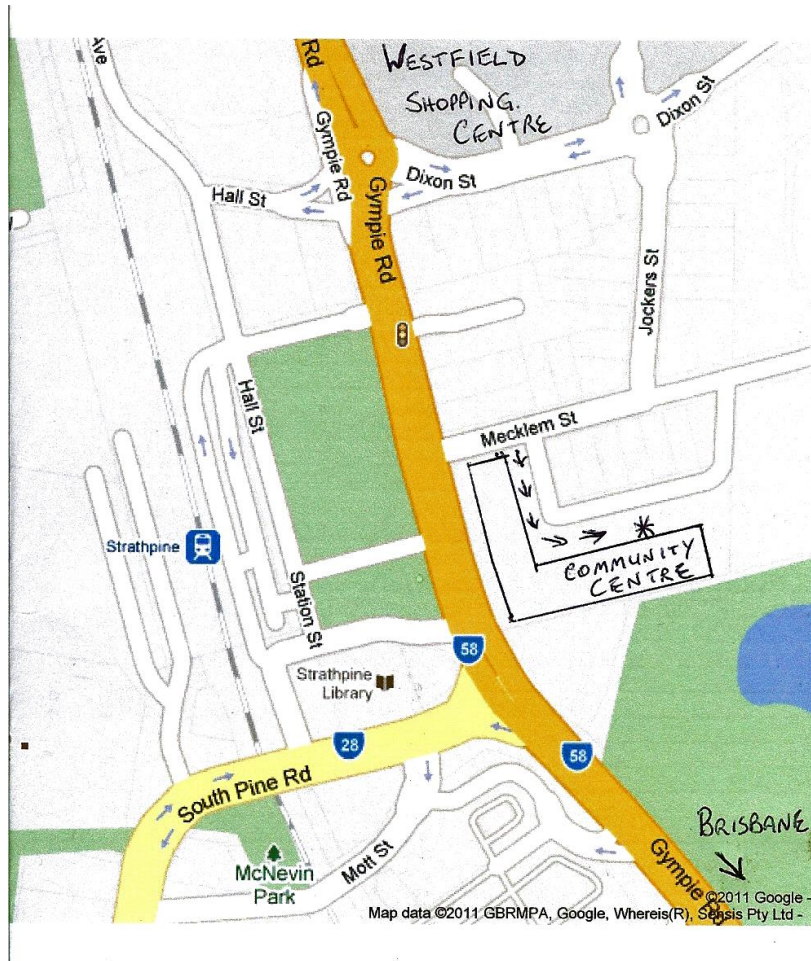 Ave
Rd
WESTFIELD
SHOPPING.
CENTRE
Dixon St
Gympie Rd
Dixon St
Hall St
Gympie Rd
Jockers St
Mecklem St
Hall St
Strathpine
COMMUNITY
CENTRE
Station St
58
Strathpine
Library
28
58
South Pine Rd
BRISBANE
McNevin
Park
Mott St
Gympie Rd
©2011 Google -
Map data ©2011 GBRMPA, Google, Whereis(R), Sensis Pty Ltd -